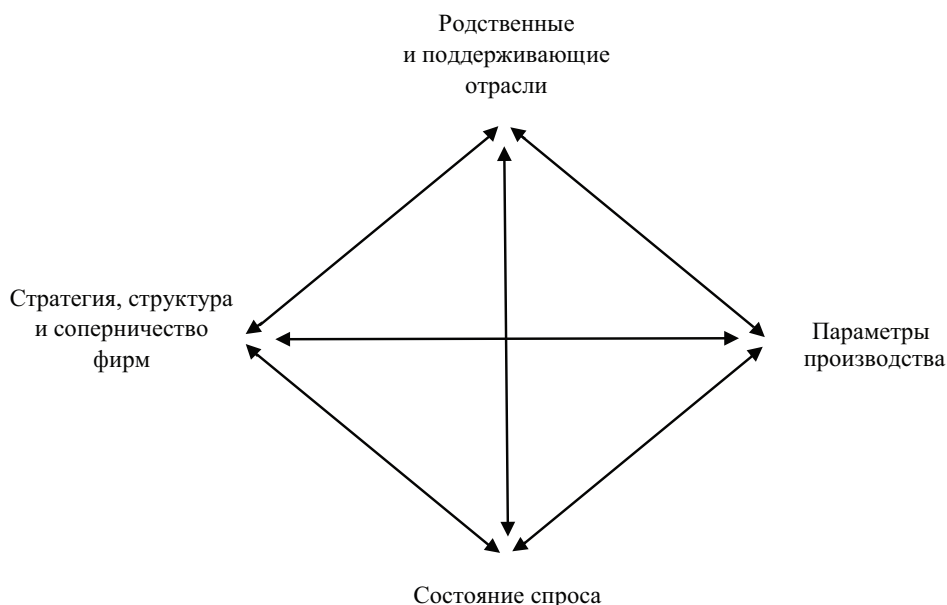 Родственные
и поддерживающие
отрасли
Стратегия, структура
и соперничество
фирм
Параметры
производства
Состояние спроса